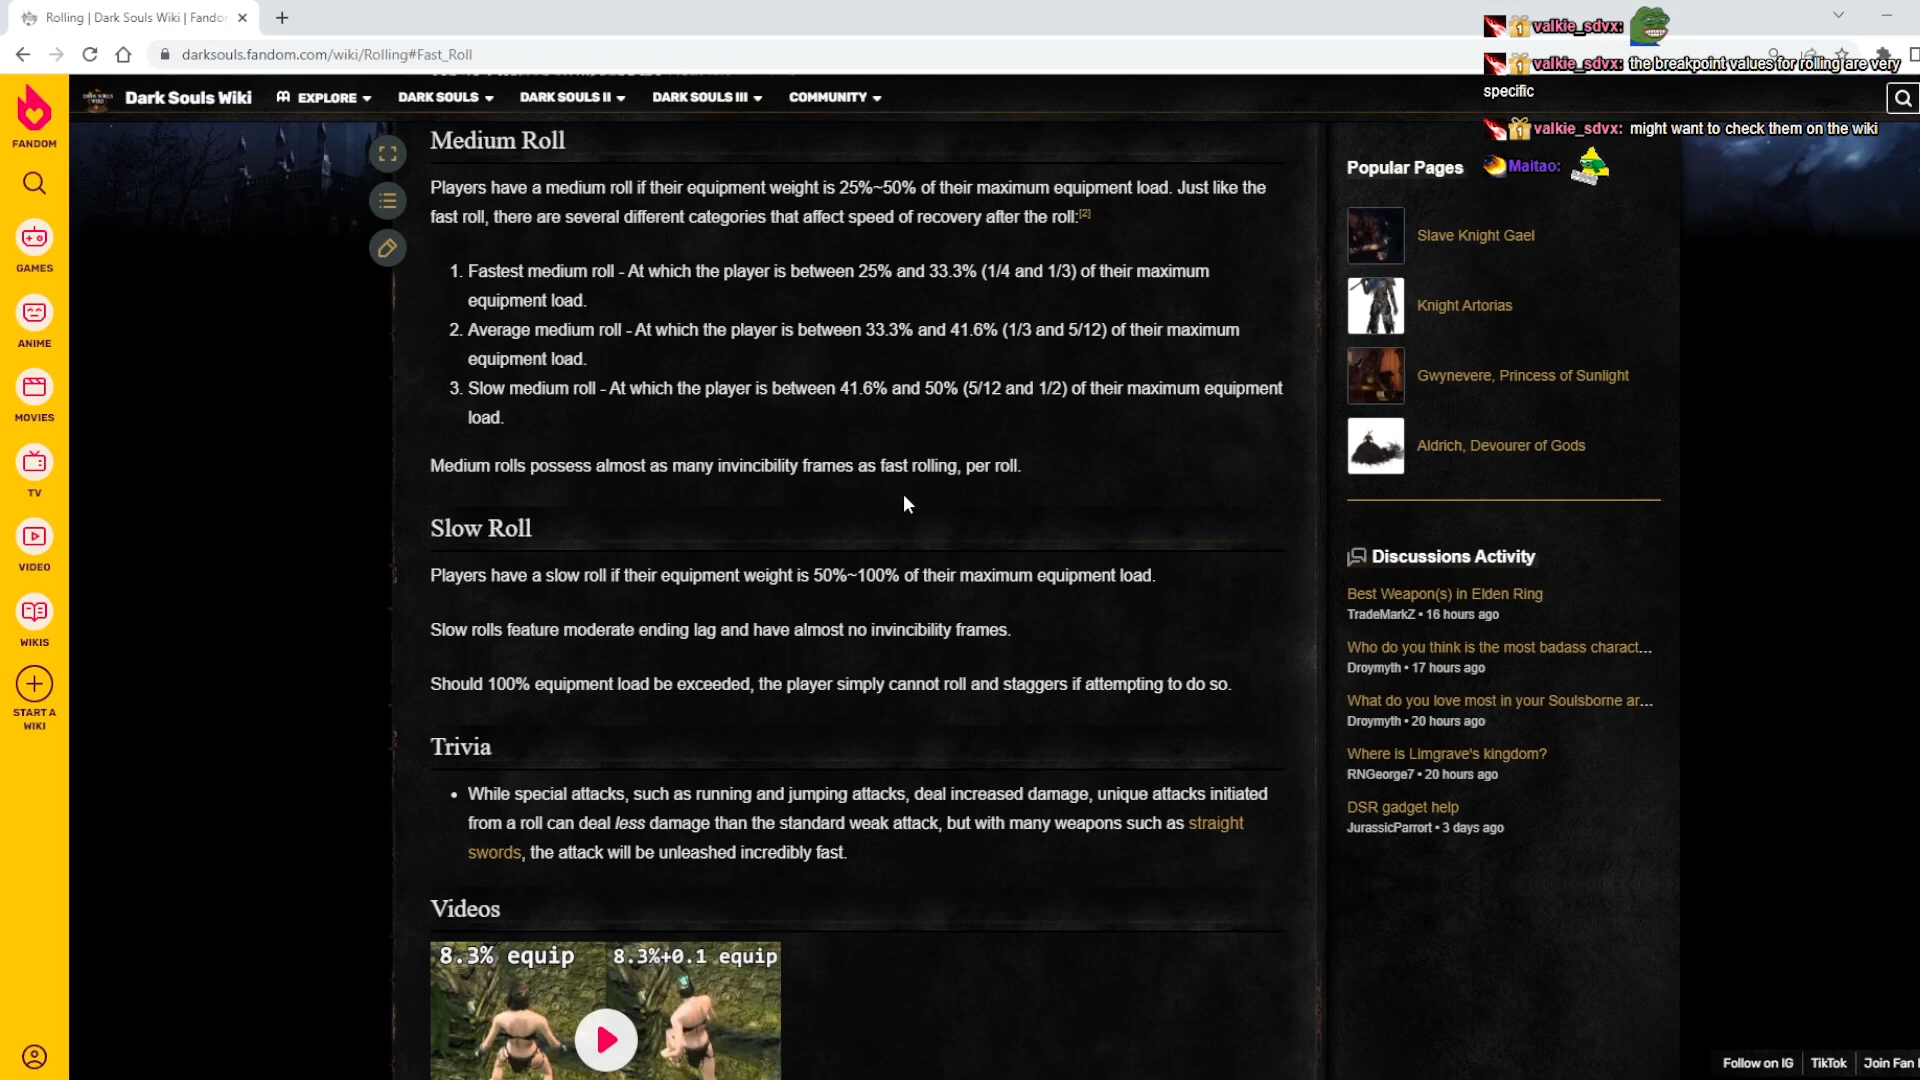 Rolling | Dark Souls Wiki | Fandor
darksouls.fandom.com/wiki/Rolling#Fast_Roll
valkie_sdvx:
valkie_sdvx: the breakpoint values for rolling are very
specific
valkie_sdvx: might want to check them on the wiki
Maitao:
FANDOM
GAMES
ANIME
MOVIES
TV
VIDEO
WIKIS
START A
WIKI
Dark Souls Wiki
EXPLORE
DARK SOULS
DARK SOULS II
DARK SOULS III
COMMUNITY
Medium Roll
Players have a medium roll if their equipment weight is 25%~50% of their maximum equipment load. Just like the
fast roll, there are several different categories that affect speed of recovery after the roll:[2]
1. Fastest medium roll - At which the player is between 25% and 33.3% (1/4 and 1/3) of their maximum
equipment load.
2. Average medium roll - At which the player is between 33.3% and 41.6% (1/3 and 5/12) of their maximum
equipment load.
3. Slow medium roll - At which the player is between 41.6% and 50% (5/12 and 1/2) of their maximum equipment
load.
Medium rolls possess almost as many invincibility frames as fast rolling, per roll.
Slow Roll
Players have a slow roll if their equipment weight is 50%~100% of their maximum equipment load.
Slow rolls feature moderate ending lag and have almost no invincibility frames.
Should 100% equipment load be exceeded, the player simply cannot roll and staggers if attempting to do so.
Trivia
• While special attacks, such as running and jumping attacks, deal increased damage, unique attacks initiated
from a roll can deal less damage than the standard weak attack, but with many weapons such as straight
swords, the attack will be unleashed incredibly fast.
Videos
8.3% equip
8.3%+0.1 equip
Popular Pages
Slave Knight Gael
Knight Artorias
Gwynevere, Princess of Sunlight
Aldrich, Devourer of Gods
Discussions Activity
Best Weapon(s) in Elden Ring
TradeMarkZ • 16 hours ago
Who do you think is the most badass charact...
Droymyth • 17 hours ago
What do you love most in your Soulsborne ar...
Droymyth • 20 hours ago
Where is Limgrave's kingdom?
RNGeorge7 • 20 hours ago
DSR gadget help
JurassicParrort • 3 days ago
Follow on IG
TikTok
Join Fan